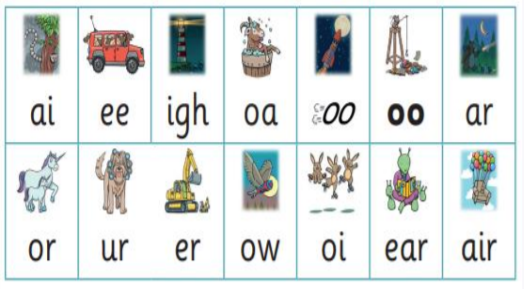 ai ee igh oa oo oo ar
or ur er ow oi ear air